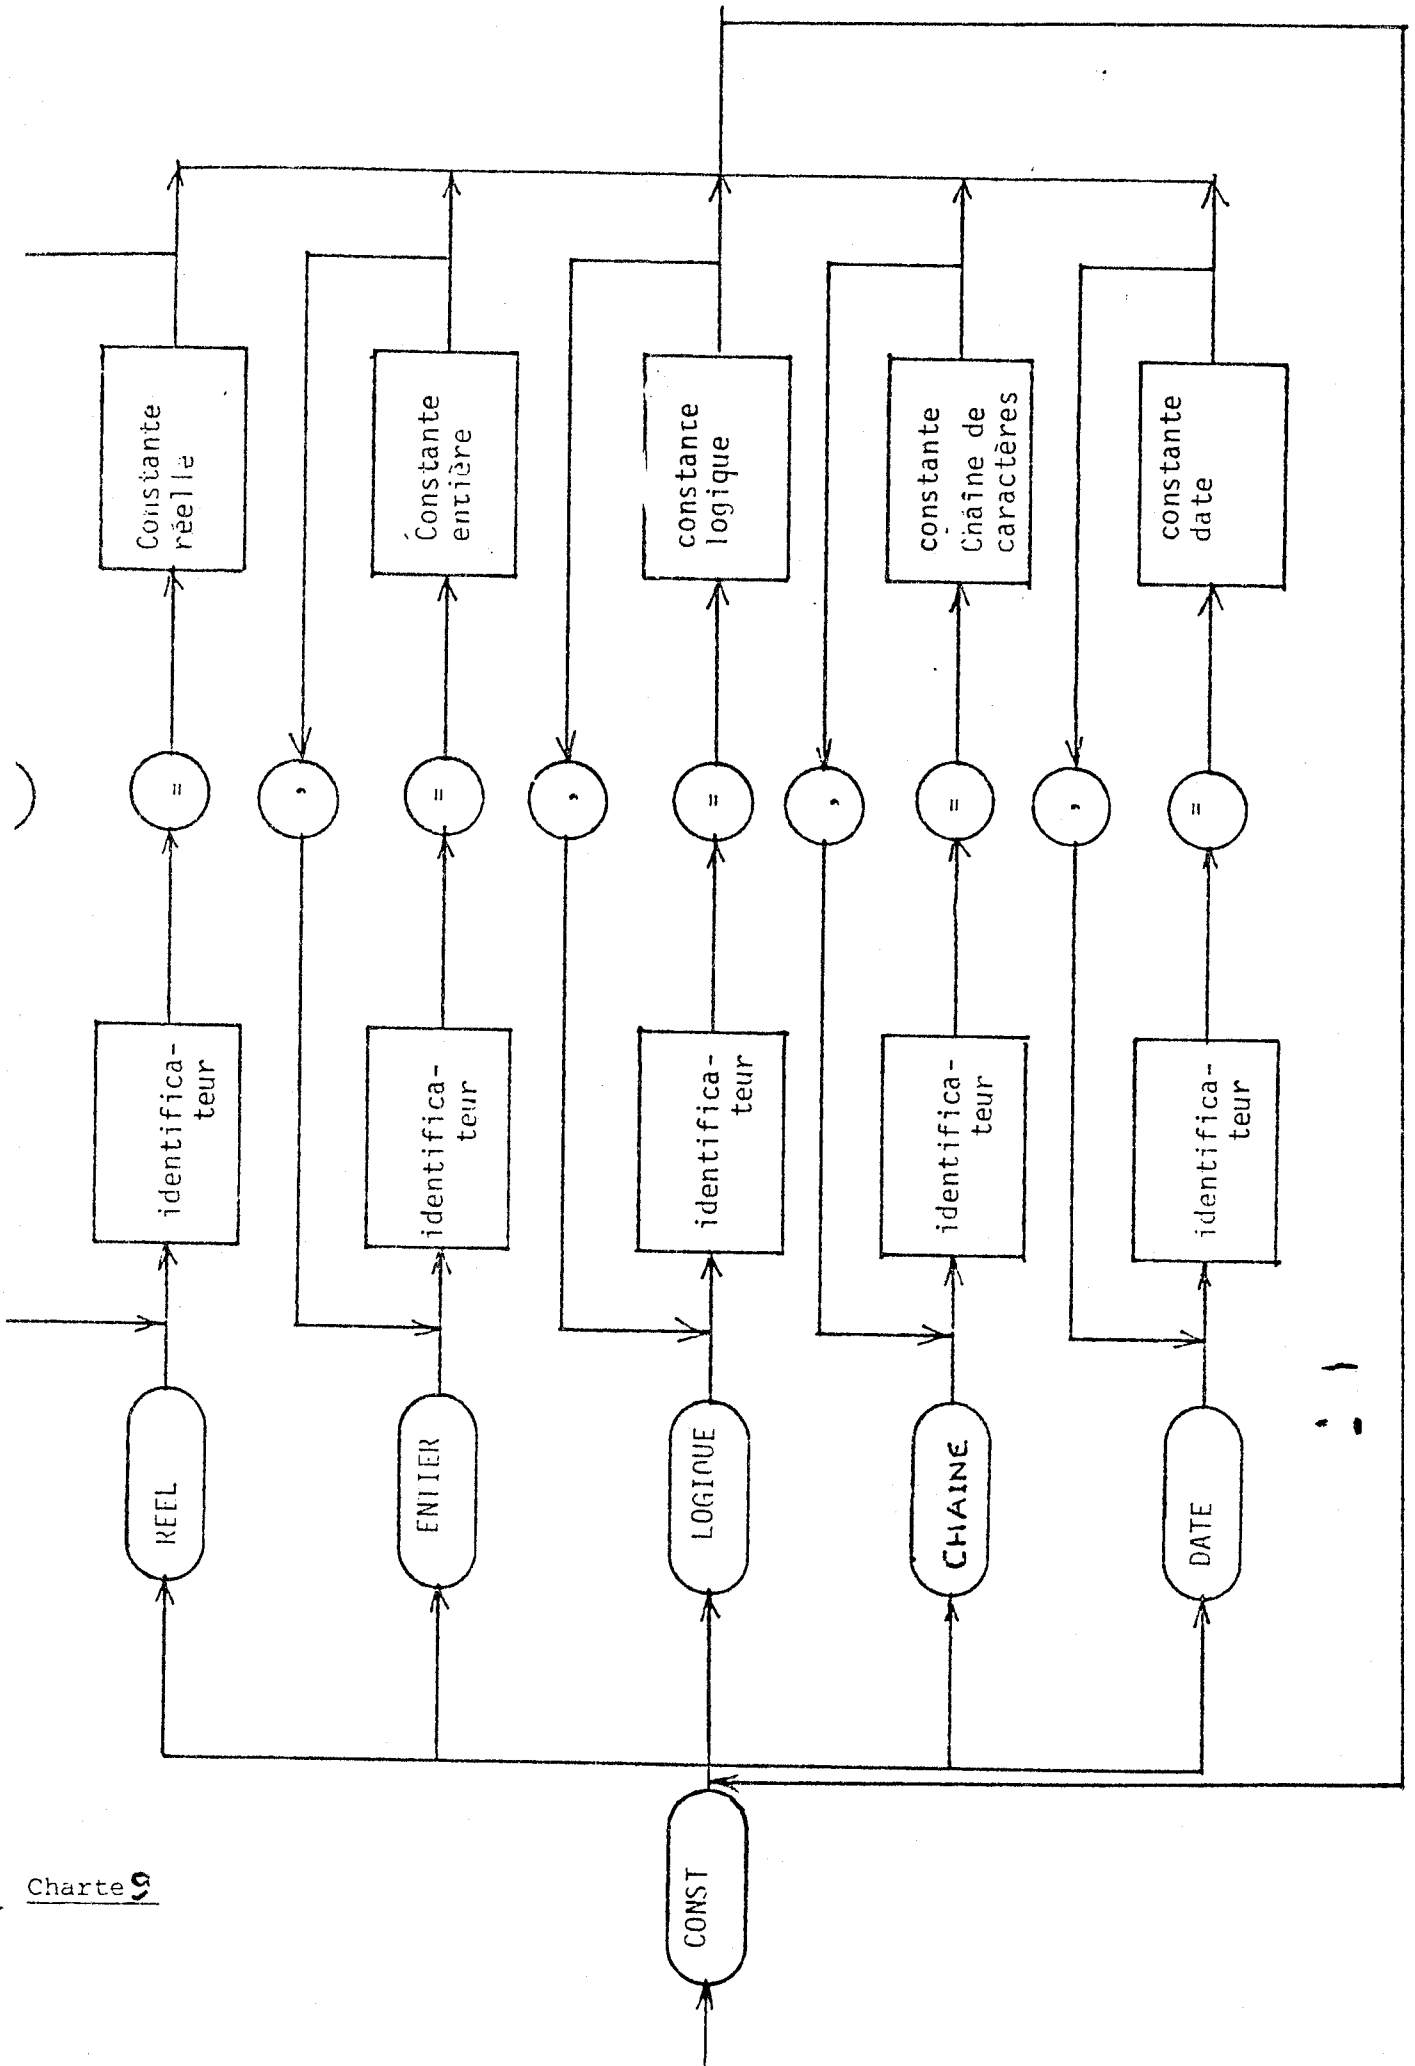 CONST
REEL
identifica-
teur
=
Constante
réelle
,
ENTIER
identifica-
teur
=
Constante
entière
,
LOGIQUE
identifica-
teur
=
constante
logique
,
CHAINE
identifica-
teur
=
constante
Chaîne de
caractères
,
DATE
identifica-
teur
=
constante
date
Charte